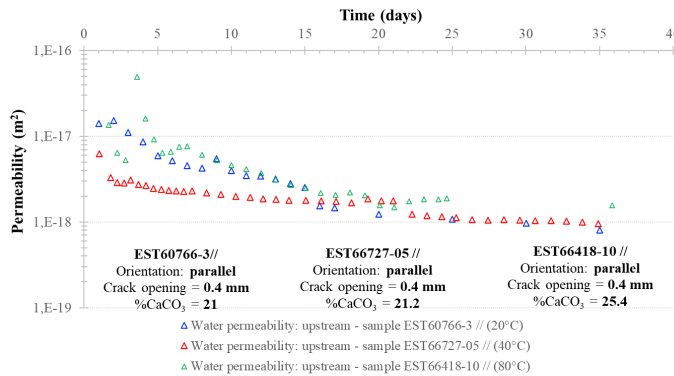 Time (days)
0 5 10 15 20 25 30 35 40
1,E-16
1,E-17
1,E-18
1,E-19
Permeability (m²)
EST60766-3//
Orientation: parallel
Crack opening = 0.4 mm
%CaCO₃ = 21
EST66727-05 //
Orientation: parallel
Crack opening = 0.4 mm
%CaCO₃ = 21.2
EST66418-10 //
Orientation: parallel
Crack opening = 0.4 mm
%CaCO₃ = 25.4
Water permeability: upstream - sample EST60766-3 // (20°C)
Water permeability: upstream - sample EST66727-05 // (40°C)
Water permeability: upstream - sample EST66418-10 // (80°C)